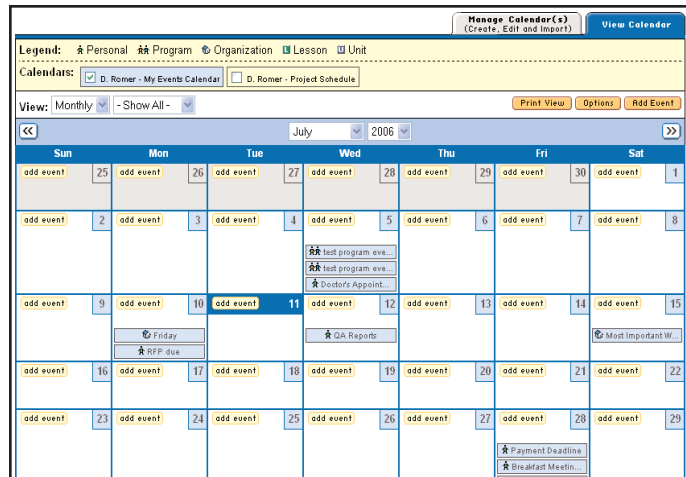 Manage Calendar(s)
(Create, Edit and Import)
View Calendar
Legend: Personal Program Organization Lesson Unit
Calendars: D. Romer - My Events Calendar D. Romer - Project Schedule
View: Monthly - Show All - Print View Options Add Event
July 2006
Sun Mon Tue Wed Thu Fri Sat
add event 25 add event 26 add event 27 add event 28 add event 29 add event 30 add event 1
add event 2 add event 3 add event 4 add event 5 add event 6 add event 7 add event 8
test program eve...
test program eve...
Doctor's Appoint...
add event 9 add event 10 add event 11 add event 12 add event 13 add event 14 add event 15
Friday QA Reports Most Important W...
RFP due
add event 16 add event 17 add event 18 add event 19 add event 20 add event 21 add event 22
add event 23 add event 24 add event 25 add event 26 add event 27 add event 28 add event 29
Payment Deadline
Breakfast Meetin...